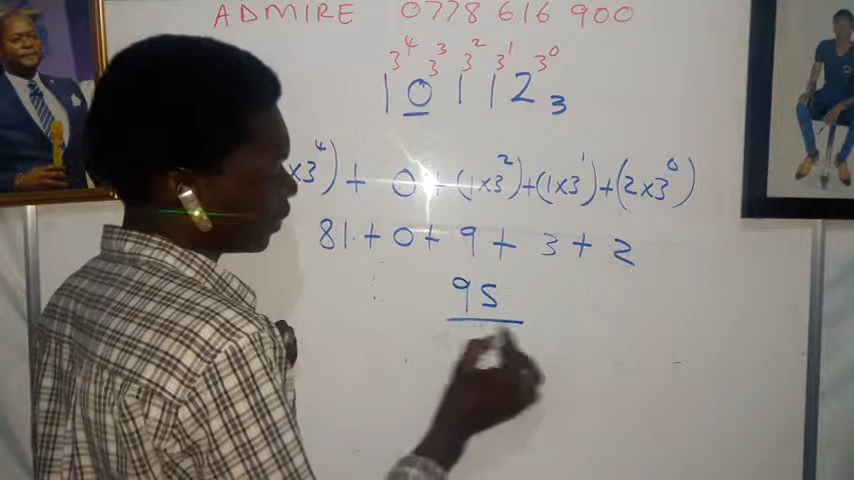 ADMIRE 0778 616 900
3⁴ 3³ 3² 3¹ 3⁰
1 0 1 1 2₃
x3⁴) + 0 + (1x3²)+(1x3¹)+(2x3⁰)
81 + 0 + 9 + 3 + 2
95